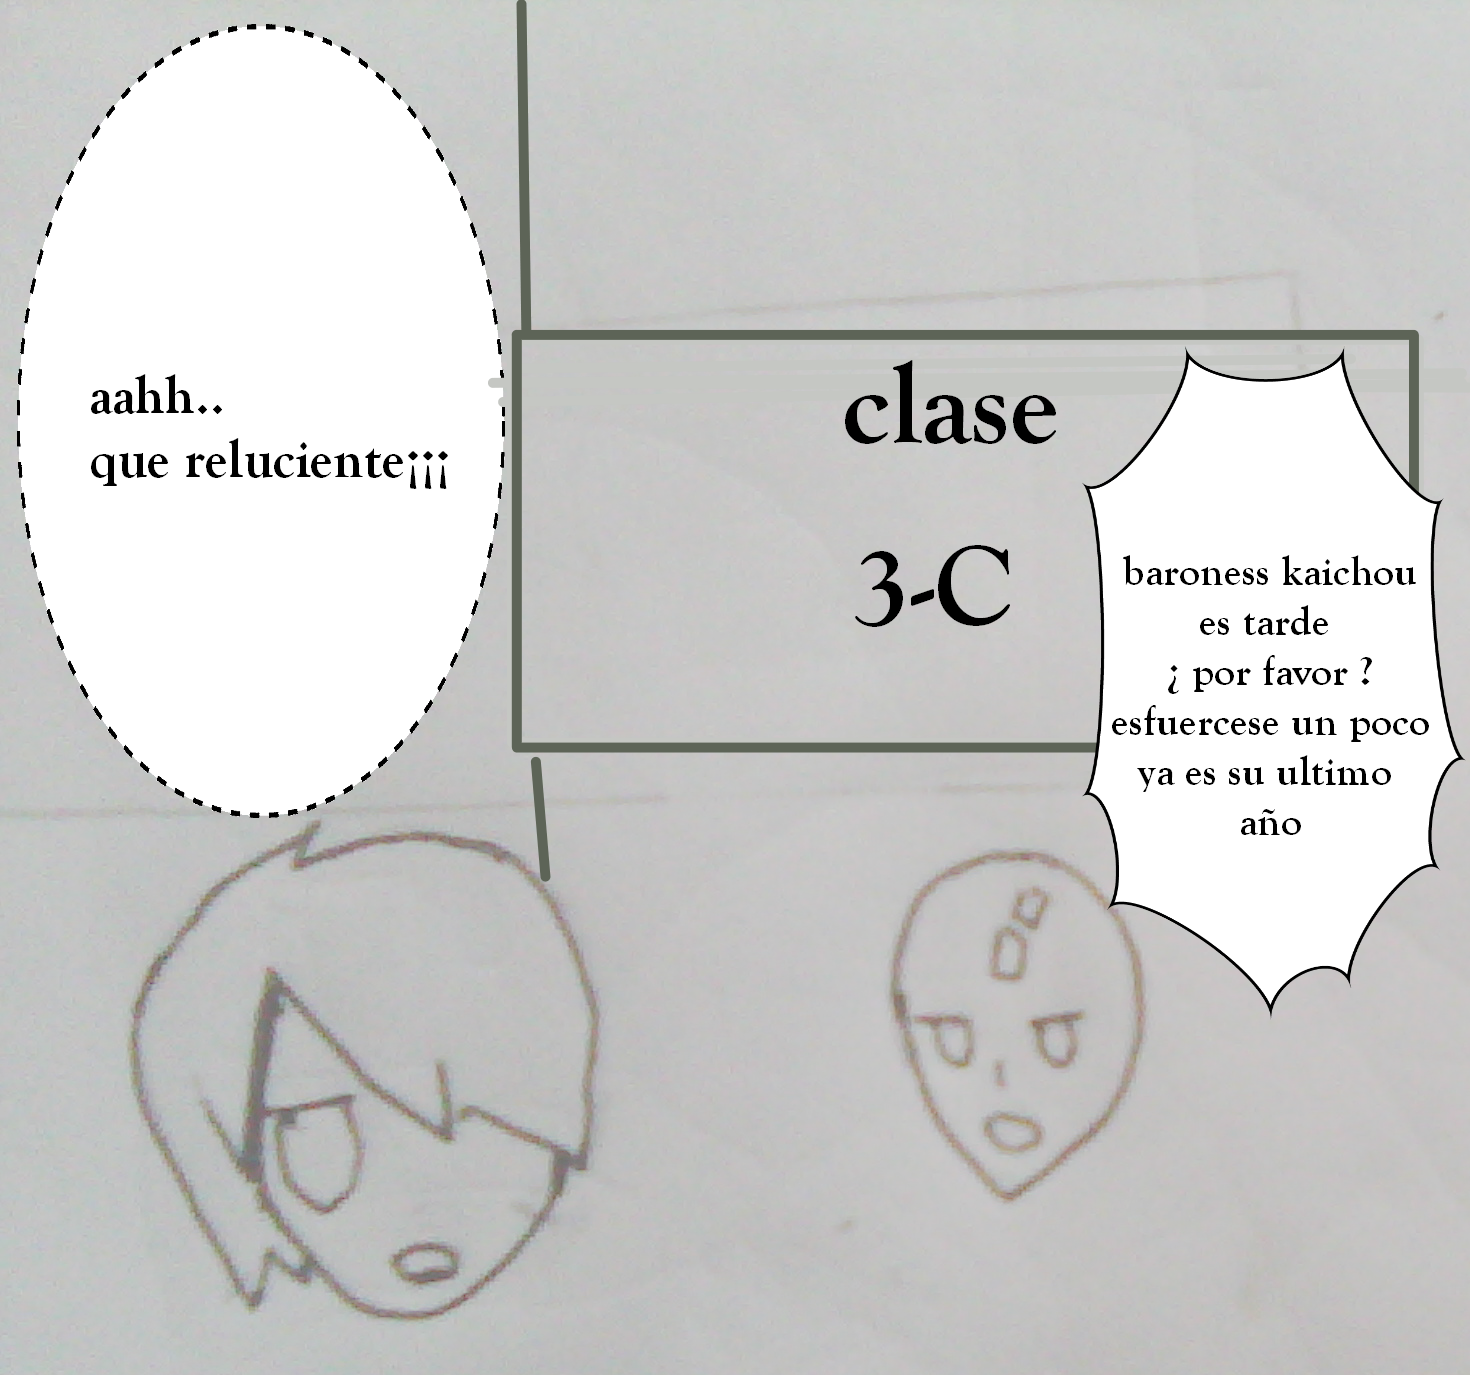 aahh..
que reluciente¡¡¡
clase
3-C
baroness kaichou
es tarde
¿ por favor ?
esfuercese un poco
ya es su ultimo
año